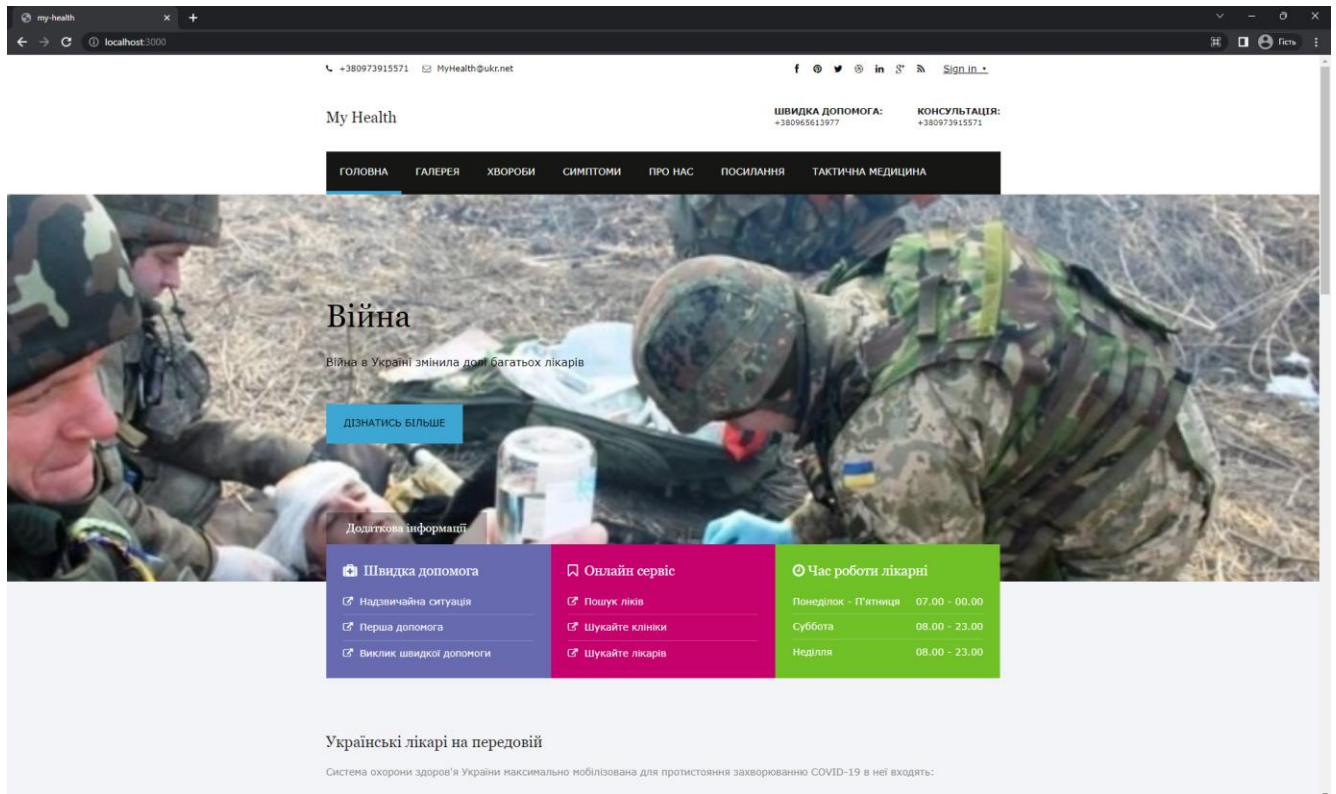 my-health
localhost:3000
Гість
+380973915571 MyHealth@ukr.net Sign in
My Health
ШВИДКА ДОПОМОГА:
+380965613977
КОНСУЛЬТАЦІЯ:
+380973915571
ГОЛОВНА ГАЛЕРЕЯ ХВОРОБИ СИМПТОМИ ПРО НАС ПОСИЛАННЯ ТАКТИЧНА МЕДИЦИНА
Війна
Війна в Україні змінила долі багатьох лікарів
ДІЗНАТИСЬ БІЛЬШЕ
Додаткова інформації
Швидка допомога
Надзвичайна ситуація
Перша допомога
Виклик швидкої допомоги
Онлайн сервіс
Пошук ліків
Шукайте клініки
Шукайте лікарів
Час роботи лікарні
Понеділок - П'ятниця 07.00 - 00.00
Суббота 08.00 - 23.00
Неділля 08.00 - 23.00
Українські лікарі на передовій
Система охорони здоров'я України максимально мобілізована для протистояння захворюванню COVID-19 в неї входять: